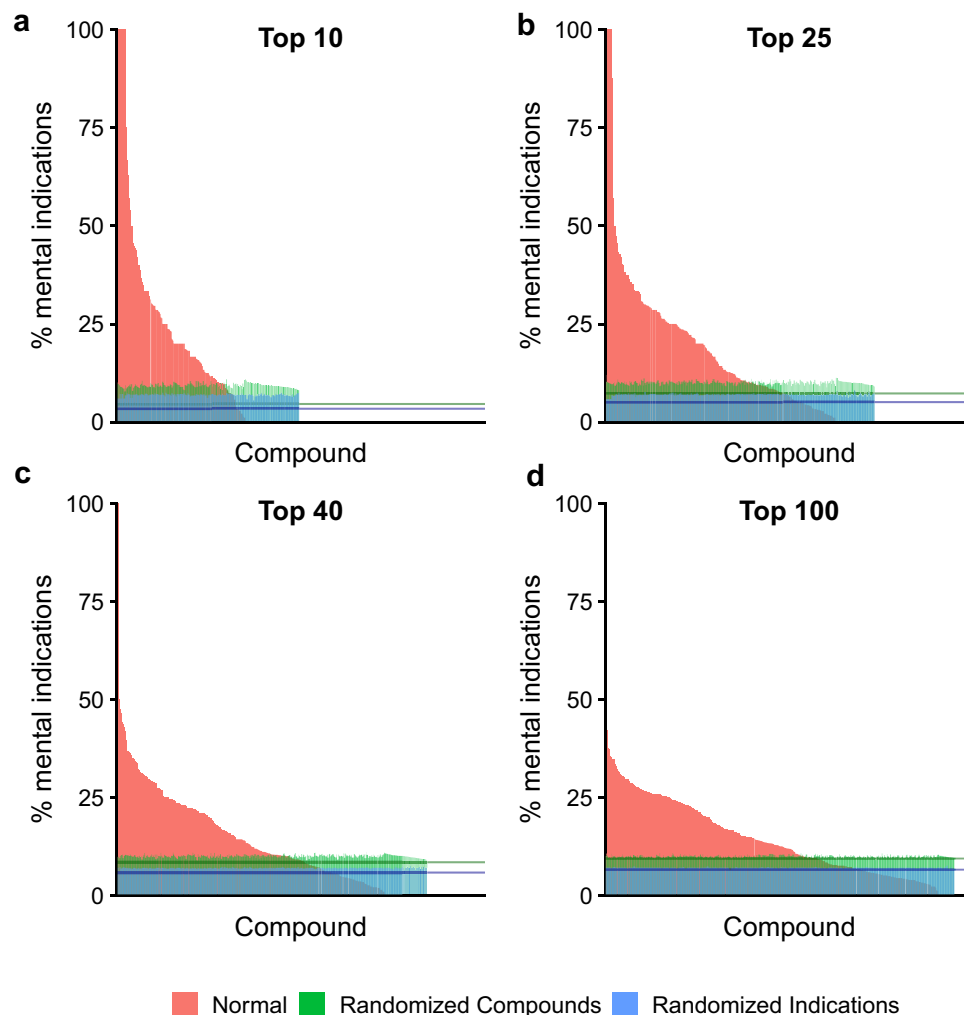 a
Top 10
100
75
50
25
0
% mental indications
Compound
b
Top 25
100
75
50
25
0
% mental indications
Compound
c
Top 40
100
75
50
25
0
% mental indications
Compound
d
Top 100
100
75
50
25
0
% mental indications
Compound
Normal Randomized Compounds Randomized Indications